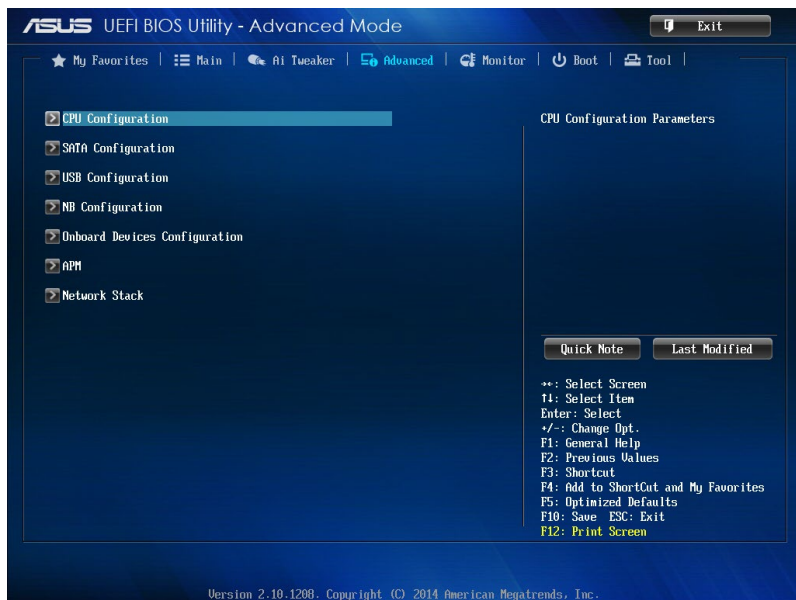 ASUS UEFI BIOS Utility - Advanced Mode
Exit
My Favorites | Main | Ai Tweaker | Advanced | Monitor | Boot | Tool |
CPU Configuration
SATA Configuration
USB Configuration
NB Configuration
Onboard Devices Configuration
APM
Network Stack
CPU Configuration Parameters
Quick Note
Last Modified
→←: Select Screen
↑↓: Select Item
Enter: Select
+/-: Change Opt.
F1: General Help
F2: Previous Values
F3: Shortcut
F4: Add to ShortCut and My Favorites
F5: Optimized Defaults
F10: Save ESC: Exit
F12: Print Screen
Version 2.10.1208. Copyright (C) 2014 American Megatrends, Inc.